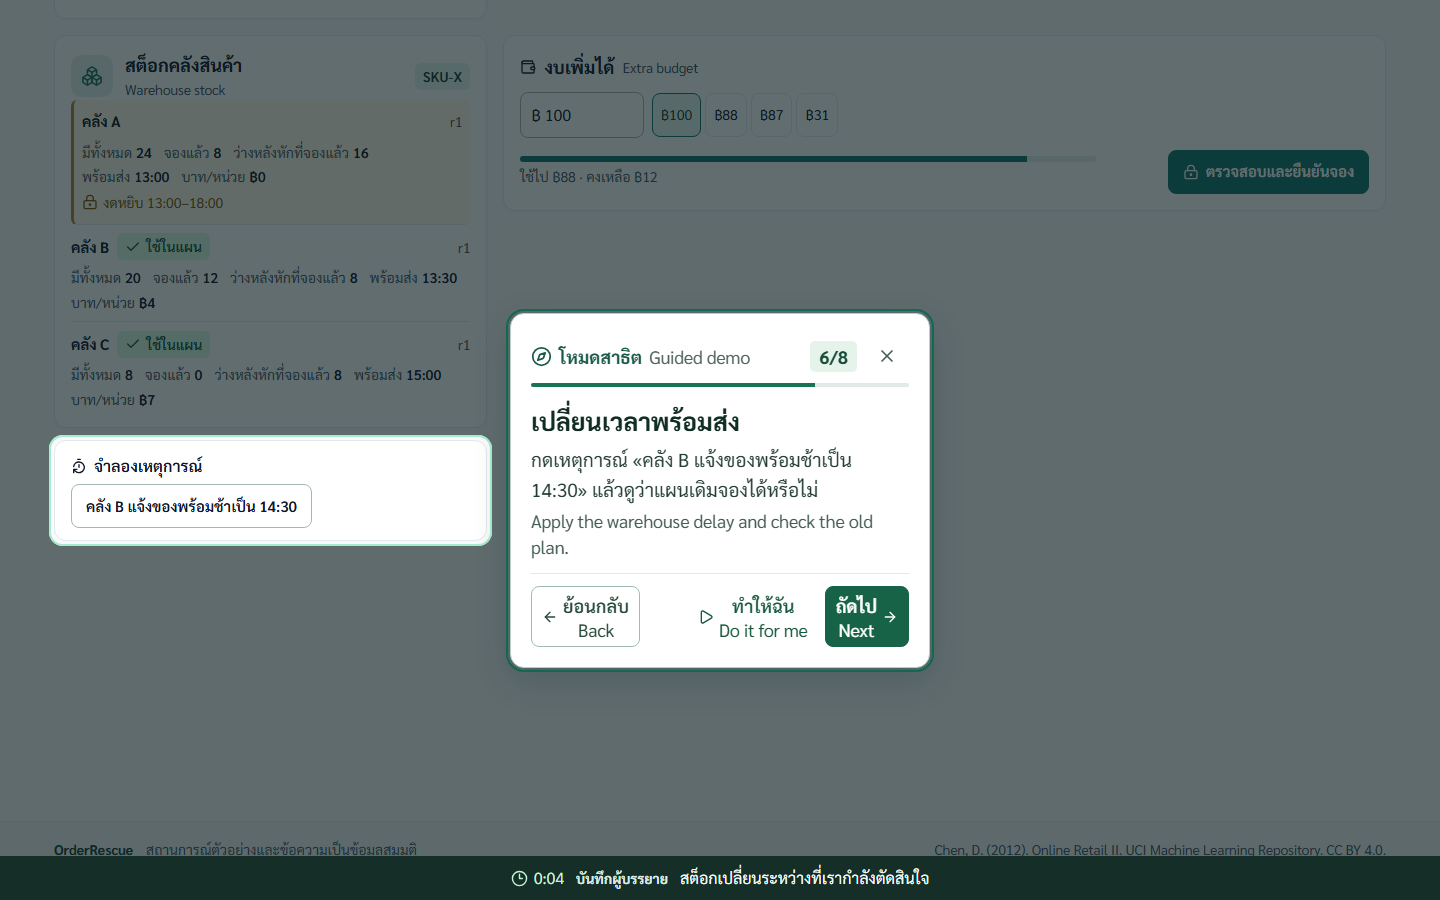 สต็อกคลังสินค้า
Warehouse stock
SKU-X
คลัง A
r1
มีทั้งหมด 24 จองแล้ว 8 ว่างหลังหักที่จองแล้ว 16
พร้อมส่ง 13:00 บาท/หน่วย ฿0
งดหยิบ 13:00–18:00
คลัง B ใช้ในแผน
r1
มีทั้งหมด 20 จองแล้ว 12 ว่างหลังหักที่จองแล้ว 8 พร้อมส่ง 13:30
บาท/หน่วย ฿4
คลัง C ใช้ในแผน
r1
มีทั้งหมด 8 จองแล้ว 0 ว่างหลังหักที่จองแล้ว 8 พร้อมส่ง 15:00
บาท/หน่วย ฿7
จำลองเหตุการณ์
คลัง B แจ้งของพร้อมช้าเป็น 14:30
งบเพิ่มได้ Extra budget
฿ 100
฿100 ฿88 ฿87 ฿31
ใช้ไป ฿88 · คงเหลือ ฿12
ตรวจสอบและยืนยันจอง
โหมดสาธิต Guided demo
6/8
เปลี่ยนเวลาพร้อมส่ง
กดเหตุการณ์ «คลัง B แจ้งของพร้อมช้าเป็น
14:30» แล้วดูว่าแผนเดิมจองได้หรือไม่
Apply the warehouse delay and check the old
plan.
ย้อนกลับ
Back
ทำให้ฉัน
Do it for me
ถัดไป
Next
OrderRescue สถานการณ์ตัวอย่างและข้อความเป็นข้อมูลสมมติ
Chen, D. (2012). Online Retail II. UCI Machine Learning Repository. CC BY 4.0.
0:04 บันทึกผู้บรรยาย สต็อกเปลี่ยนระหว่างที่เรากำลังตัดสินใจ